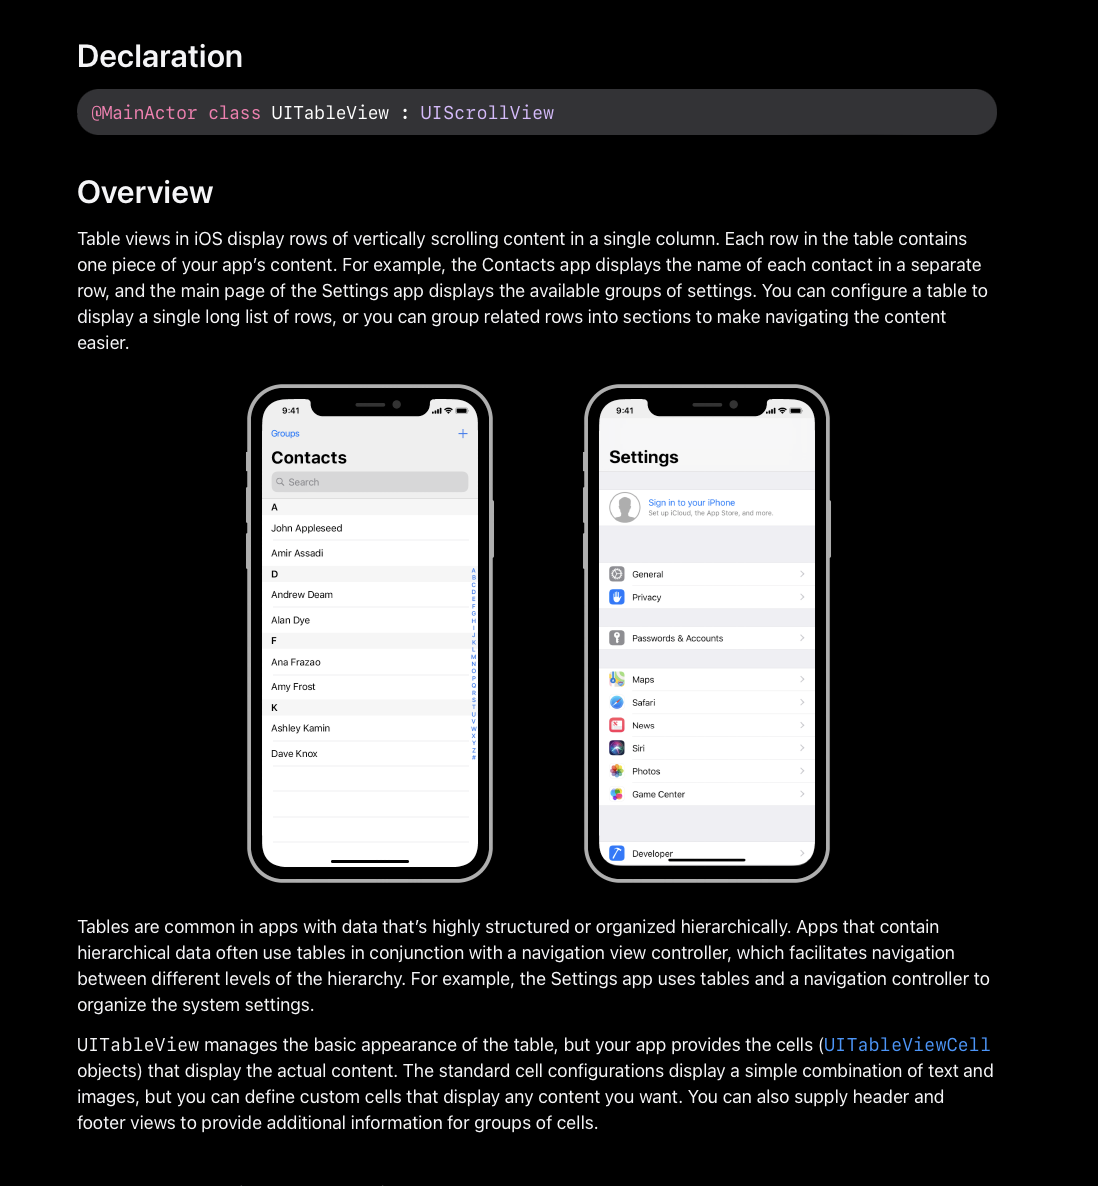 Declaration
@MainActor class UITableView : UIScrollView
Overview
Table views in iOS display rows of vertically scrolling content in a single column. Each row in the table contains
one piece of your app’s content. For example, the Contacts app displays the name of each contact in a separate
row, and the main page of the Settings app displays the available groups of settings. You can configure a table to
display a single long list of rows, or you can group related rows into sections to make navigating the content
easier.
9:41
Groups
+
Contacts
Search
A
John Appleseed
Amir Assadi
D
Andrew Deam
Alan Dye
F
Ana Frazao
Amy Frost
K
Ashley Kamin
Dave Knox
A
B
C
D
E
F
G
H
I
J
K
L
M
N
O
P
Q
R
S
T
U
V
W
X
Y
Z
#
9:41
Settings
Sign in to your iPhone
Set up iCloud, the App Store, and more.
General
Privacy
Passwords & Accounts
Maps
Safari
News
Siri
Photos
Game Center
Developer
Tables are common in apps with data that’s highly structured or organized hierarchically. Apps that contain
hierarchical data often use tables in conjunction with a navigation view controller, which facilitates navigation
between different levels of the hierarchy. For example, the Settings app uses tables and a navigation controller to
organize the system settings.
UITableView manages the basic appearance of the table, but your app provides the cells (UITableViewCell
objects) that display the actual content. The standard cell configurations display a simple combination of text and
images, but you can define custom cells that display any content you want. You can also supply header and
footer views to provide additional information for groups of cells.